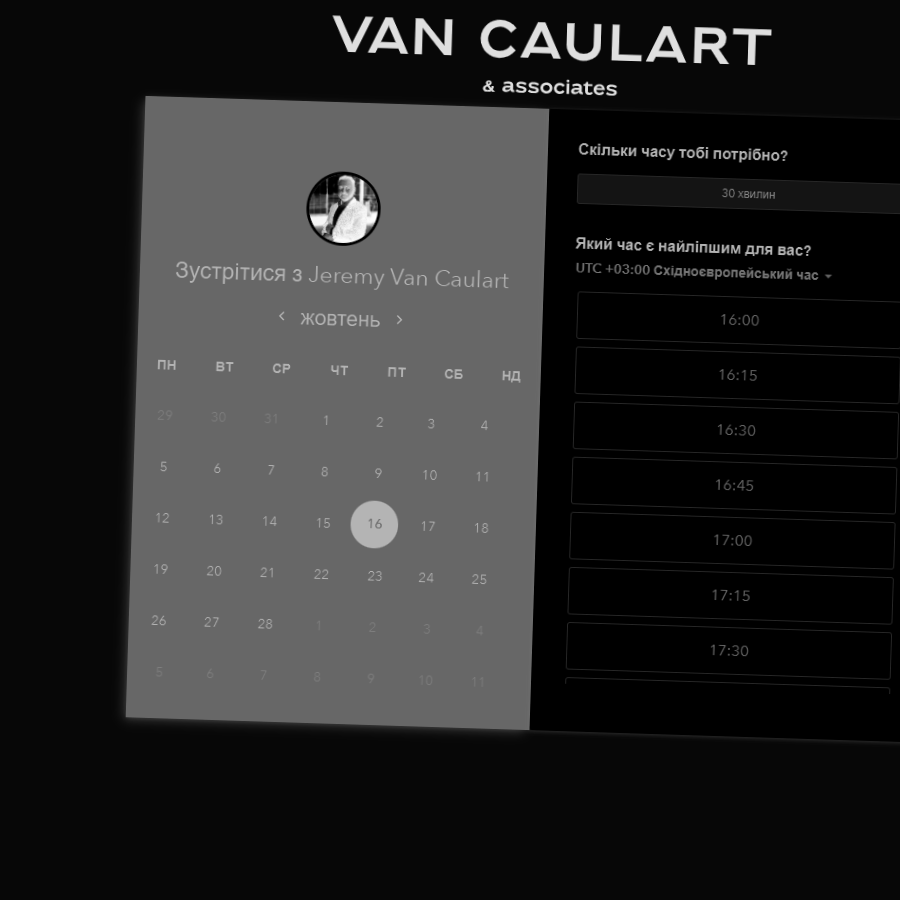 VAN CAULART
& associates
Зустрітися з Jeremy Van Caulart
жовтень
ПН ВТ СР ЧТ ПТ СБ НД
29 30 31 1 2 3 4
5 6 7 8 9 10 11
12 13 14 15 16 17 18
19 20 21 22 23 24 25
26 27 28 1 2 3 4
5 6 7 8 9 10 11
Скільки часу тобі потрібно?
30 хвилин
Який час є найліпшим для вас?
UTC +03:00 Східноєвропейський час
16:00
16:15
16:30
16:45
17:00
17:15
17:30